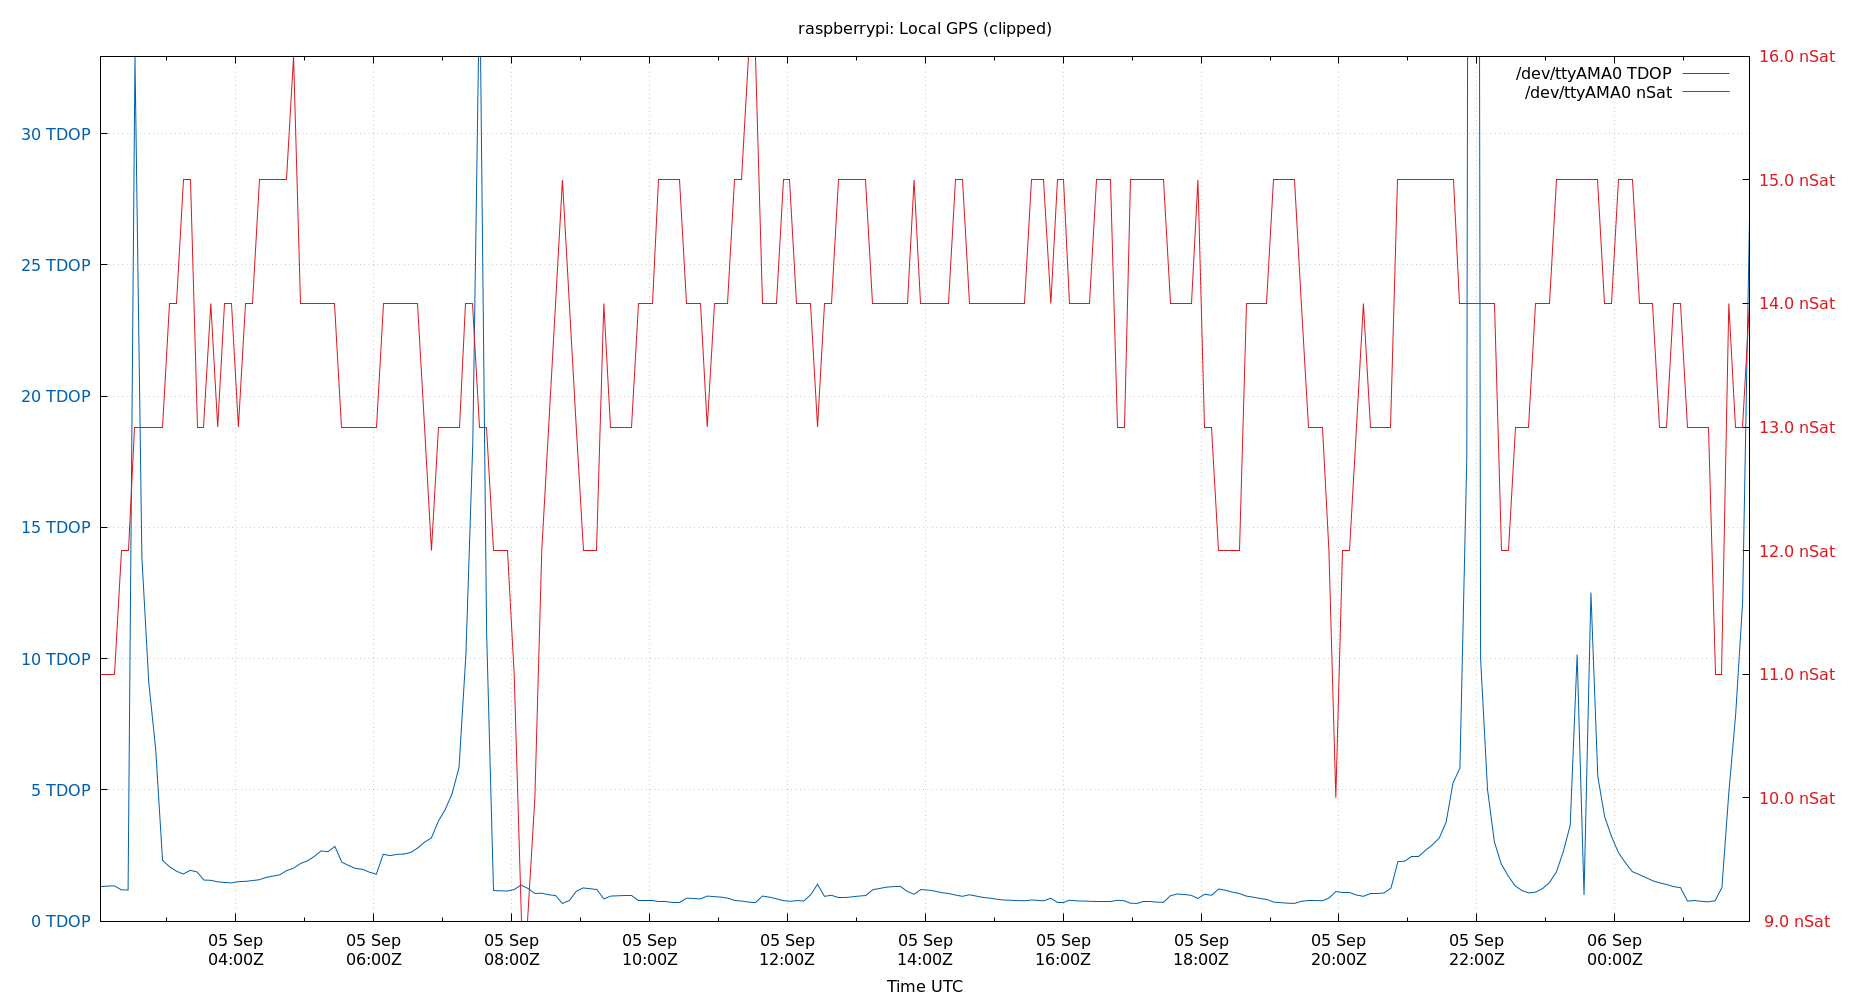 raspberrypi: Local GPS (clipped)
/dev/ttyAMA0 TDOP
/dev/ttyAMA0 nSat
30 TDOP
25 TDOP
20 TDOP
15 TDOP
10 TDOP
5 TDOP
0 TDOP
16.0 nSat
15.0 nSat
14.0 nSat
13.0 nSat
12.0 nSat
11.0 nSat
10.0 nSat
9.0 nSat
05 Sep 05 Sep 05 Sep 05 Sep 05 Sep 05 Sep 05 Sep 05 Sep 05 Sep 05 Sep 06 Sep
04:00Z 06:00Z 08:00Z 10:00Z 12:00Z 14:00Z 16:00Z 18:00Z 20:00Z 22:00Z 00:00Z
Time UTC